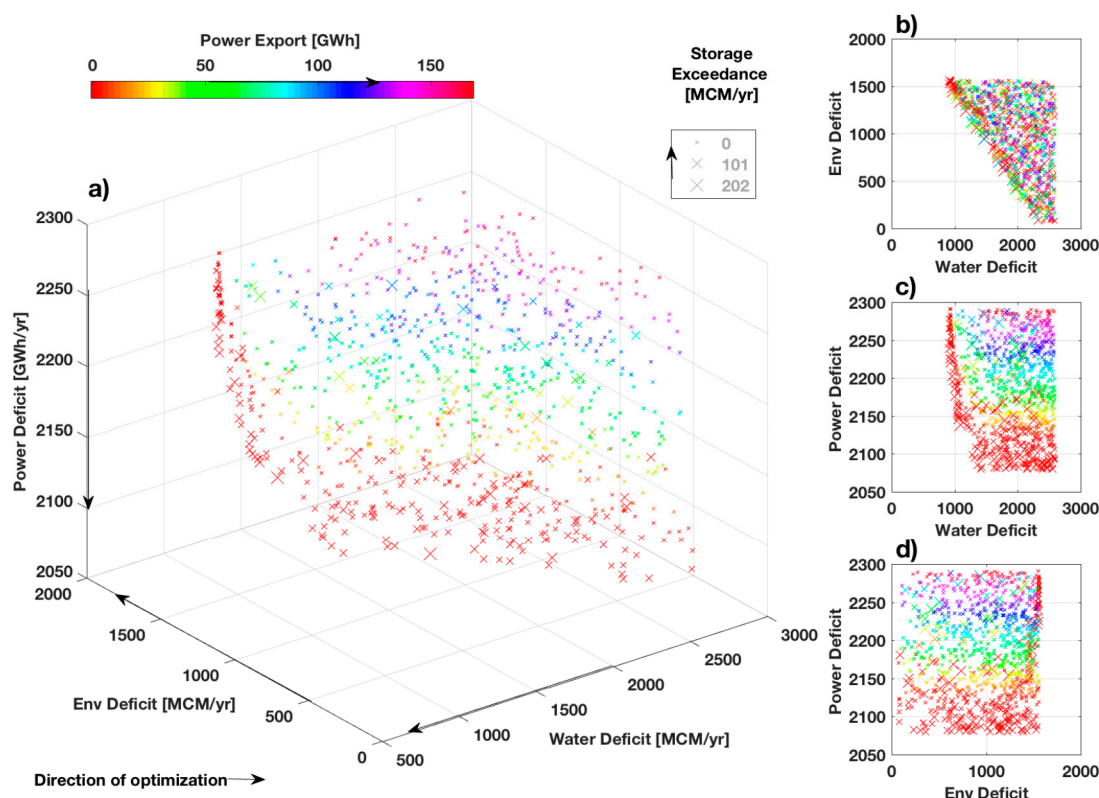 Power Export [GWh]
0 50 100 150
Storage
Exceedance
[MCM/yr]
0
101
202
a)
Power Deficit [GWh/yr]
2300
2250
2200
2150
2100
2050
2000
1500
1000
500
0
Env Deficit [MCM/yr]
500
1000
1500
2000
2500
3000
Water Deficit [MCM/yr]
Direction of optimization
b)
Env Deficit
2000
1500
1000
500
0
0 1000 2000 3000
Water Deficit
c)
Power Deficit
2300
2250
2200
2150
2100
2050
0 1000 2000 3000
Water Deficit
d)
Power Deficit
2300
2250
2200
2150
2100
2050
0 1000 2000
Env Deficit